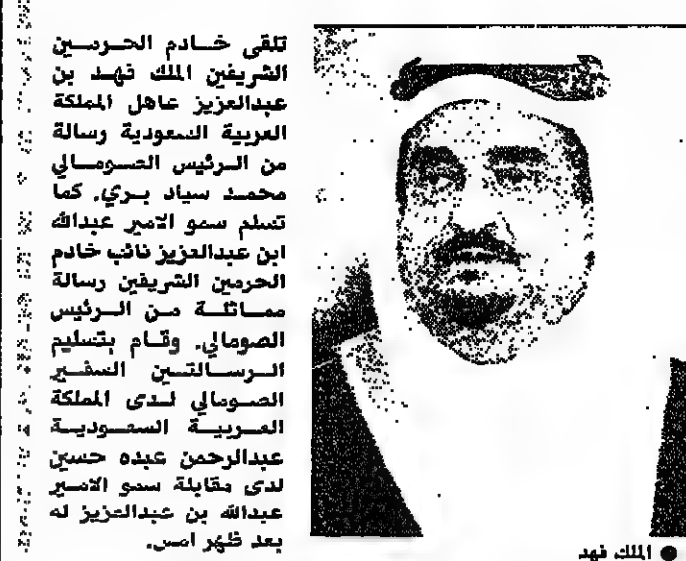 تلقى خادم الحرمين
الشريفين الملك فهد بن
عبدالعزيز عاهل المملكة
العربية السعودية رسالة
من الرئيس الصومالي
محمد سياد بري. كما
تسلم سمو الامير عبدالله
ابن عبدالعزيز نائب خادم
الحرمين الشريفين رسالة
مماثلة من الرئيس
الصومالي. وقام بتسليم
الرسالتين السفير
الصومالي لدى المملكة
العربية السعودية
عبدالرحمن عبده حسين
لدى مقابلة سمو الامير
عبدالله بن عبدالعزيز له
بعد ظهر امس.
● الملك فهد